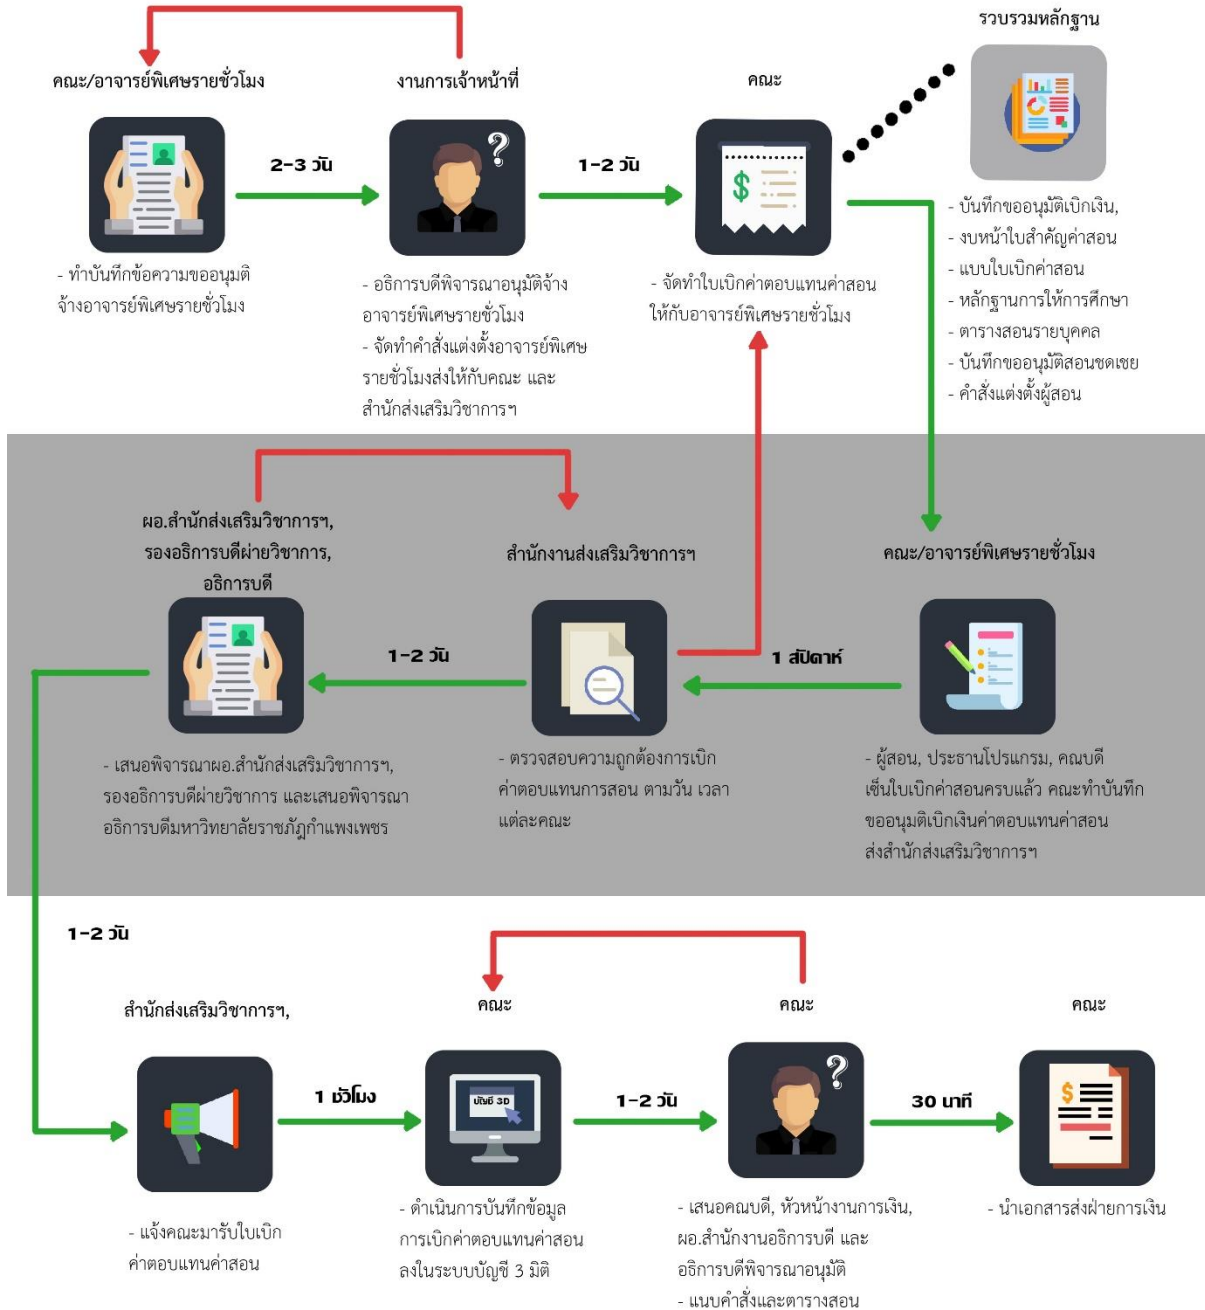 รวบรวมหลักฐาน
คณะ/อาจารย์พิเศษรายชั่วโมง
งานการเจ้าหน้าที่
คณะ
2-3 วัน
1-2 วัน
- ทำบันทึกข้อความขออนุมติ
จ้างอาจารย์พิเศษรายชั่วโมง
- อธิการบดีพิจารณาอนุมัติจ้าง
อาจารย์พิเศษรายชั่วโมง
- จัดทำคำสั่งแต่งตั้งอาจารย์พิเศษ
รายชั่วโมงส่งให้กับคณะ และ
สำนักส่งเสริมวิชาการฯ
- จัดทำใบเบิกค่าตอบแทนค่าสอน
ให้กับอาจารย์พิเศษรายชั่วโมง
- บันทึกขออนุมัติเบิกเงิน,
- งบหน้าใบสำคัญค่าสอน
- แบบใบเบิกค่าสอน
- หลักฐานการให้การศึกษา
- ตารางสอนรายบุคคล
- บันทึกขออนุมัติสอนชดเชย
- คำสั่งแต่งตั้งผู้สอน
ผอ.สำนักส่งเสริมวิชาการฯ,
รองอธิการบดีฝ่ายวิชาการ,
อธิการบดี
สำนักงานส่งเสริมวิชาการฯ
คณะ/อาจารย์พิเศษรายชั่วโมง
1-2 วัน
1 สัปดาห์
- เสนอพิจารณาผอ.สำนักส่งเสริมวิชาการฯ,
รองอธิการบดีฝ่ายวิชาการ และเสนอพิจารณา
อธิการบดีมหาวิทยาลัยราชภัฏกำแพงเพชร
- ตรวจสอบความถูกต้องการเบิก
ค่าตอบแทนการสอน ตามวัน เวลา
แต่ละคณะ
- ผู้สอน, ประธานโปรแกรม, คณบดี
เซ็นใบเบิกค่าสอนครบแล้ว คณะทำบันทึก
ขออนุมติเบิกเงินค่าตอบแทนค่าสอน
ส่งสำนักส่งเสริมวิชาการฯ
1-2 วัน
สำนักส่งเสริมวิชาการฯ,
คณะ
คณะ
คณะ
1 ชั่วโมง
บัญชี 3D
1-2 วัน
30 นาที
- แจ้งคณะมารับใบเบิก
ค่าตอบแทนค่าสอน
- ดำเนินการบันทึกข้อมูล
การเบิกค่าตอบแทนค่าสอน
ลงในระบบบัญชี 3 มิติ
- เสนอคณบดี, หัวหน้างานการเงิน,
ผอ.สำนักงานอธิการบดี และ
อธิการบดีพิจารณาอนุมัติ
- แนบคำสั่งและตารางสอน
- นำเอกสารส่งฝ่ายการเงิน